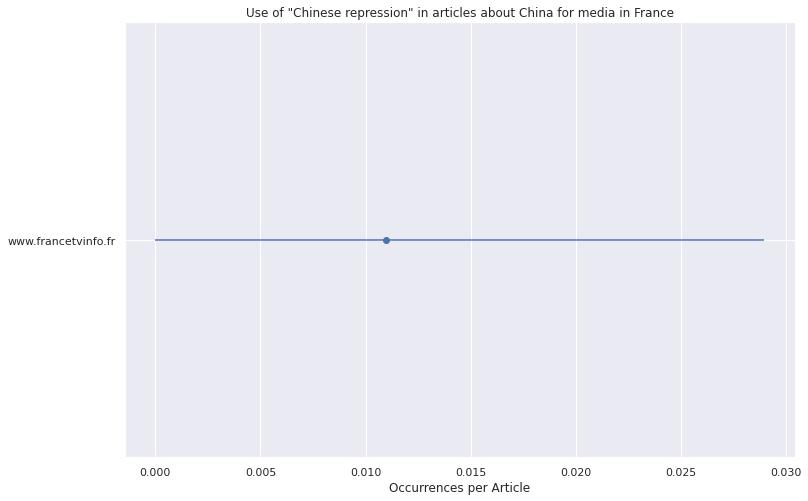 Use of "Chinese repression" in articles about China for media in France
www.francetvinfo.fr
0.000 0.005 0.010 0.015 0.020 0.025 0.030
Occurrences per Article